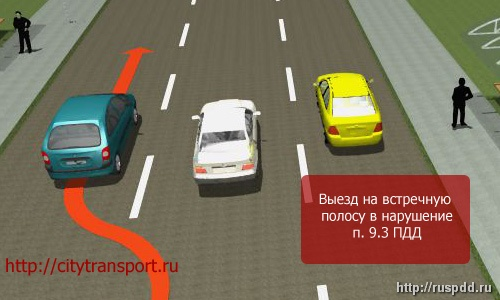 Выезд на встречную
полосу в нарушение
п. 9.3 ПДД
http://citytransport.ru
http://ruspdd.ru